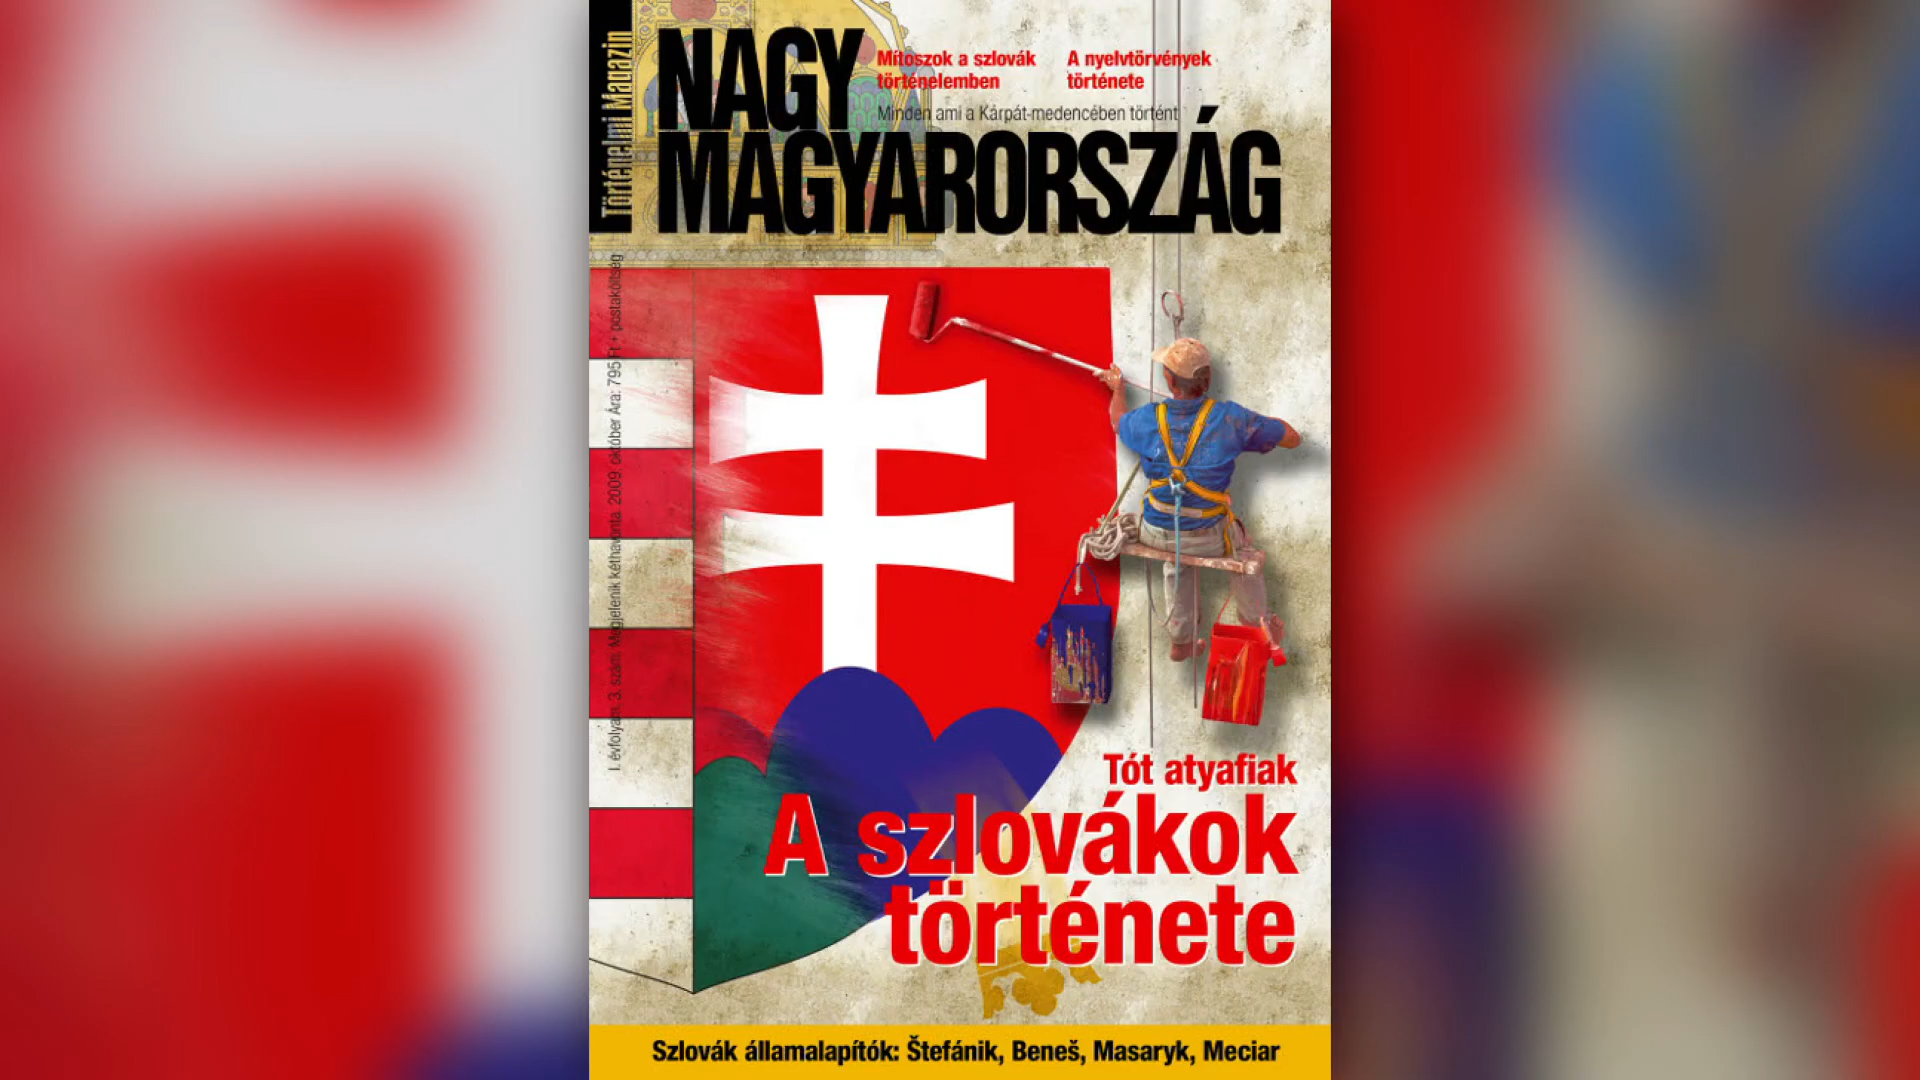 Történelmi Magazin
NAGY
MAGYARORSZÁG
Mítoszok a szlovák
történelemben
A nyelvtörvények
története
Minden ami a Kárpát-medencében történt
I. évfolyam, 3. szám. Megjelenik kéthavonta. 2009. október Ára: 795 Ft + postaköltség
Tót atyafiak
A szlovákok
története
Szlovák államalapítók: Štefánik, Beneš, Masaryk, Meciar